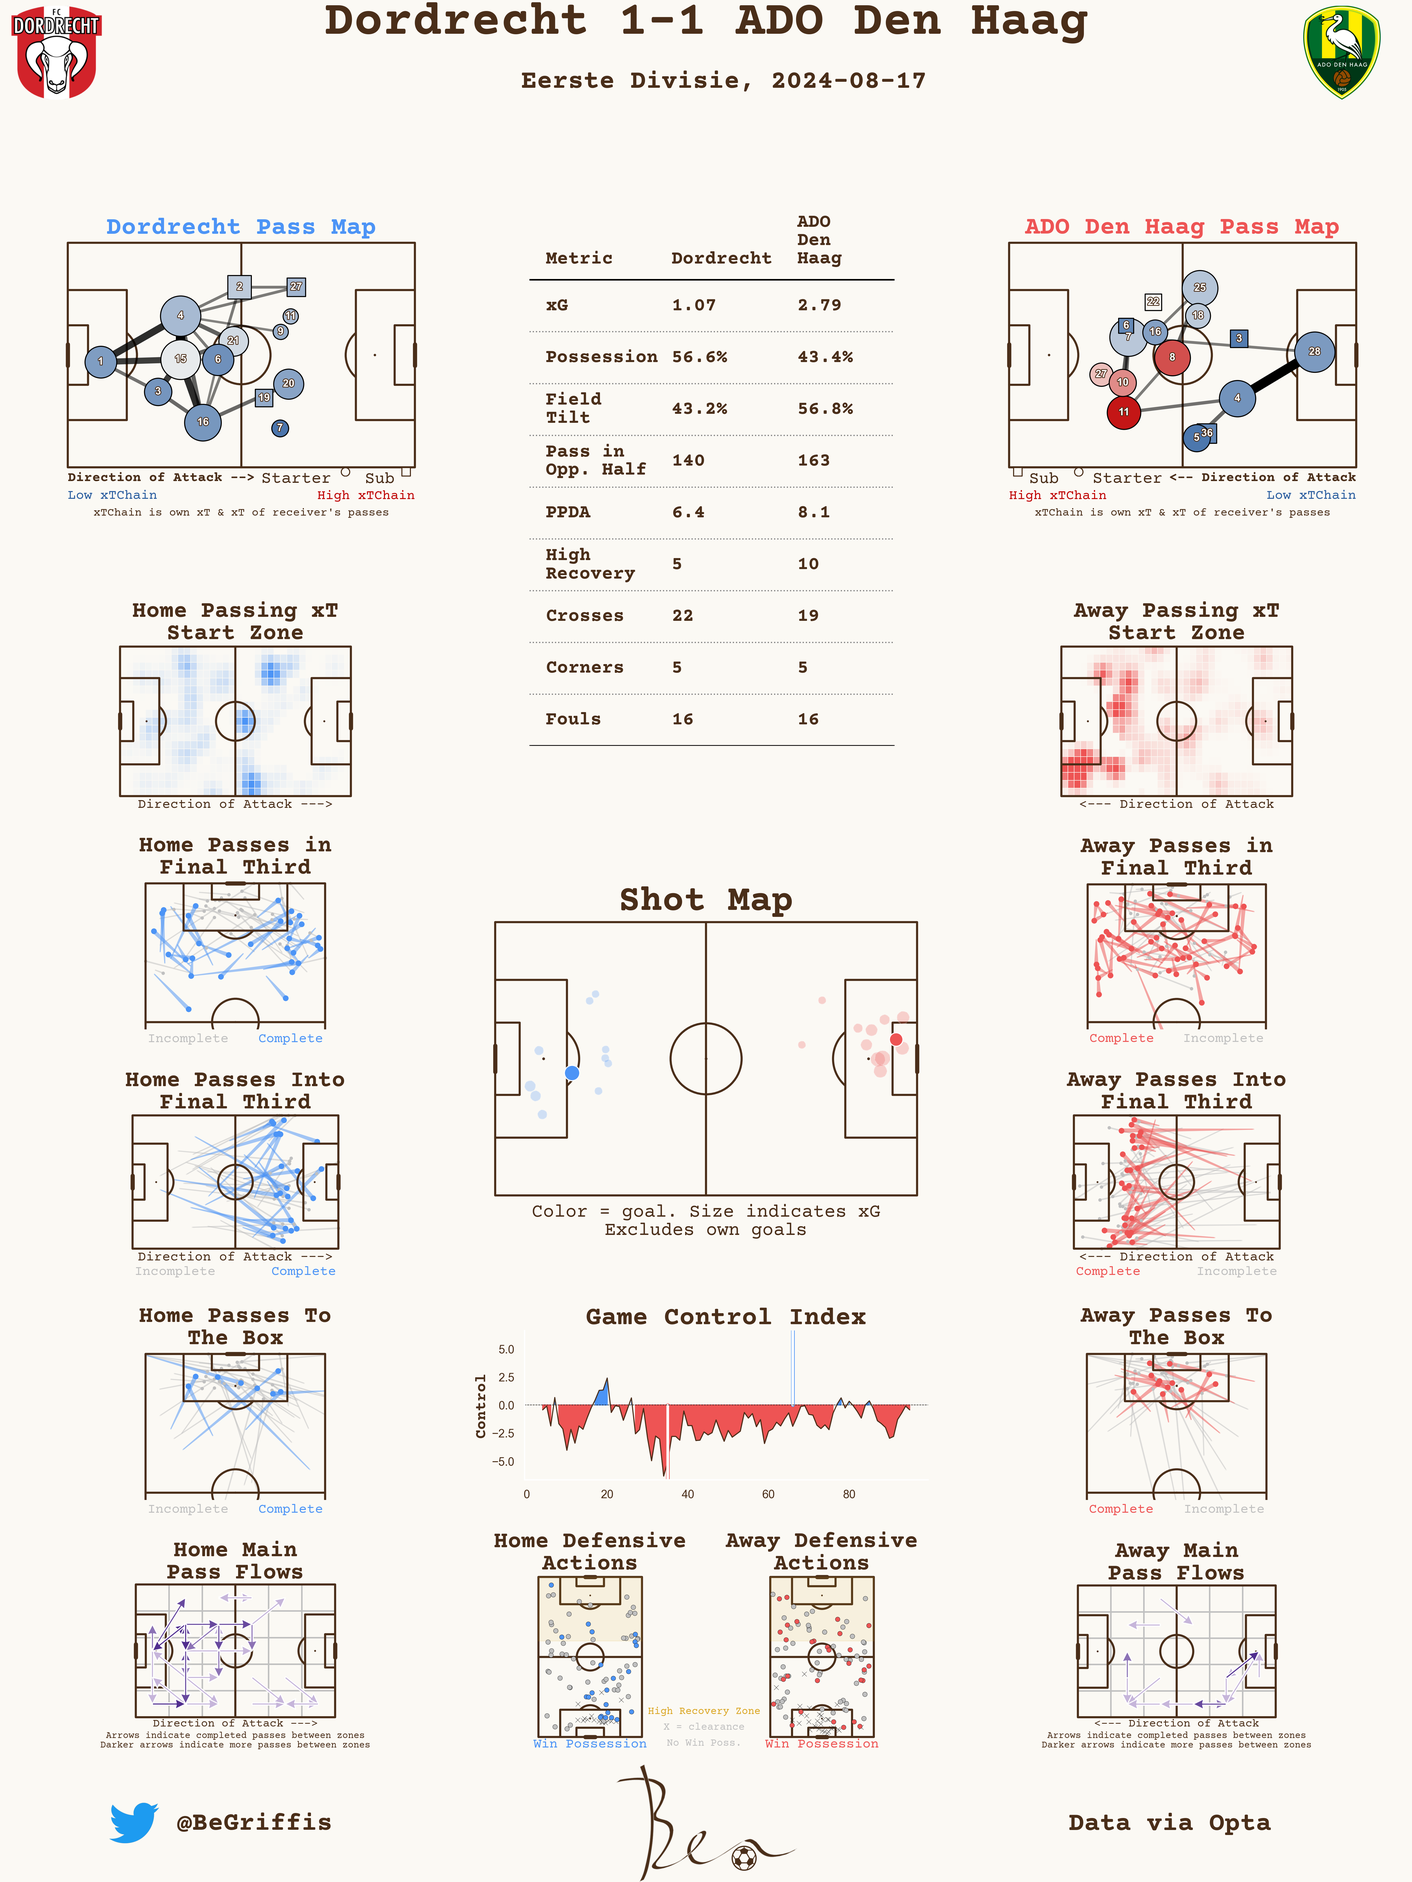 Dordrecht 1-1 ADO Den Haag
Eerste Divisie, 2024-08-17
FC
DORDRECHT
ADO DEN HAAG
1905
Dordrecht Pass Map
2
27
4
11
9
21
1
15
6
3
20
19
16
7
Direction of Attack --> Starter Sub
Low xTChain High xTChain
xTChain is own xT & xT of receiver's passes
Metric Dordrecht ADO Den Haag
xG 1.07 2.79
Possession 56.6% 43.4%
Field Tilt 43.2% 56.8%
Pass in Opp. Half 140 163
PPDA 6.4 8.1
High Recovery 5 10
Crosses 22 19
Corners 5 5
Fouls 16 16
ADO Den Haag Pass Map
25
22
18
6
7
16
3
8
28
27
10
4
11
5
36
Sub Starter <-- Direction of Attack
High xTChain Low xTChain
xTChain is own xT & xT of receiver's passes
Home Passing xT
Start Zone
Direction of Attack --->
Away Passing xT
Start Zone
<--- Direction of Attack
Home Passes in
Final Third
Incomplete Complete
Away Passes in
Final Third
Complete Incomplete
Shot Map
Color = goal. Size indicates xG
Excludes own goals
Home Passes Into
Final Third
Direction of Attack --->
Incomplete Complete
Away Passes Into
Final Third
<--- Direction of Attack
Complete Incomplete
Home Passes To
The Box
Incomplete Complete
Game Control Index
Control
5.0
2.5
0.0
−2.5
−5.0
0 20 40 60 80
Away Passes To
The Box
Complete Incomplete
Home Main
Pass Flows
Direction of Attack --->
Arrows indicate completed passes between zones
Darker arrows indicate more passes between zones
Home Defensive
Actions
Win Possession
High Recovery Zone
X = clearance
No Win Poss.
Away Defensive
Actions
Win Possession
Away Main
Pass Flows
<--- Direction of Attack
Arrows indicate completed passes between zones
Darker arrows indicate more passes between zones
@BeGriffis
Ben
Data via Opta